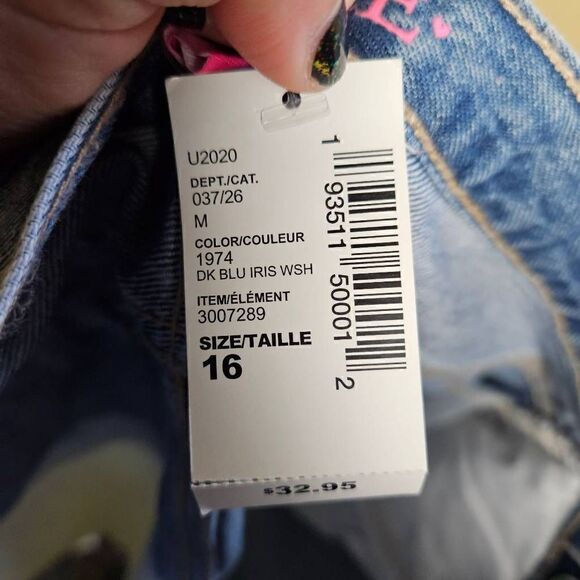 E.
U2020
DEPT./CAT.
037/26
M
COLOR/COULEUR
1974
DK BLU IRIS WSH
ITEM/ÉLÉMENT
3007289
SIZE/TAILLE
16
1 93511 50001 2
$32.95